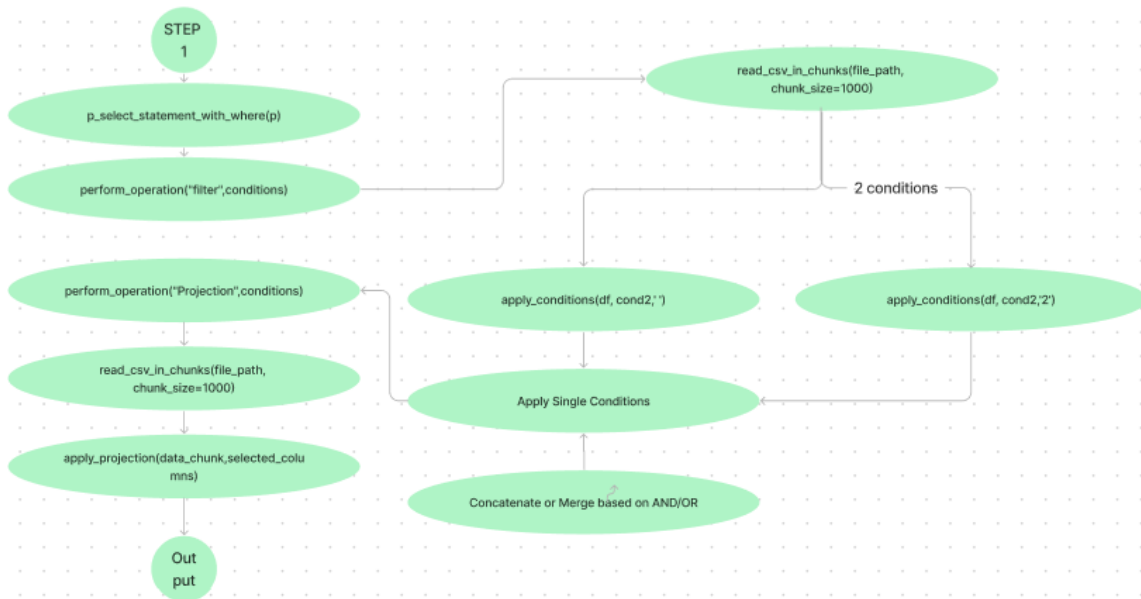 STEP
1
p_select_statement_with_where(p)
perform_operation("filter",conditions)
read_csv_in_chunks(file_path,
chunk_size=1000)
2 conditions
apply_conditions(df, cond2,' ')
apply_conditions(df, cond2,'2')
Apply Single Conditions
Concatenate or Merge based on AND/OR
perform_operation("Projection",conditions)
read_csv_in_chunks(file_path,
chunk_size=1000)
apply_projection(data_chunk,selected_colu
mns)
Out
put